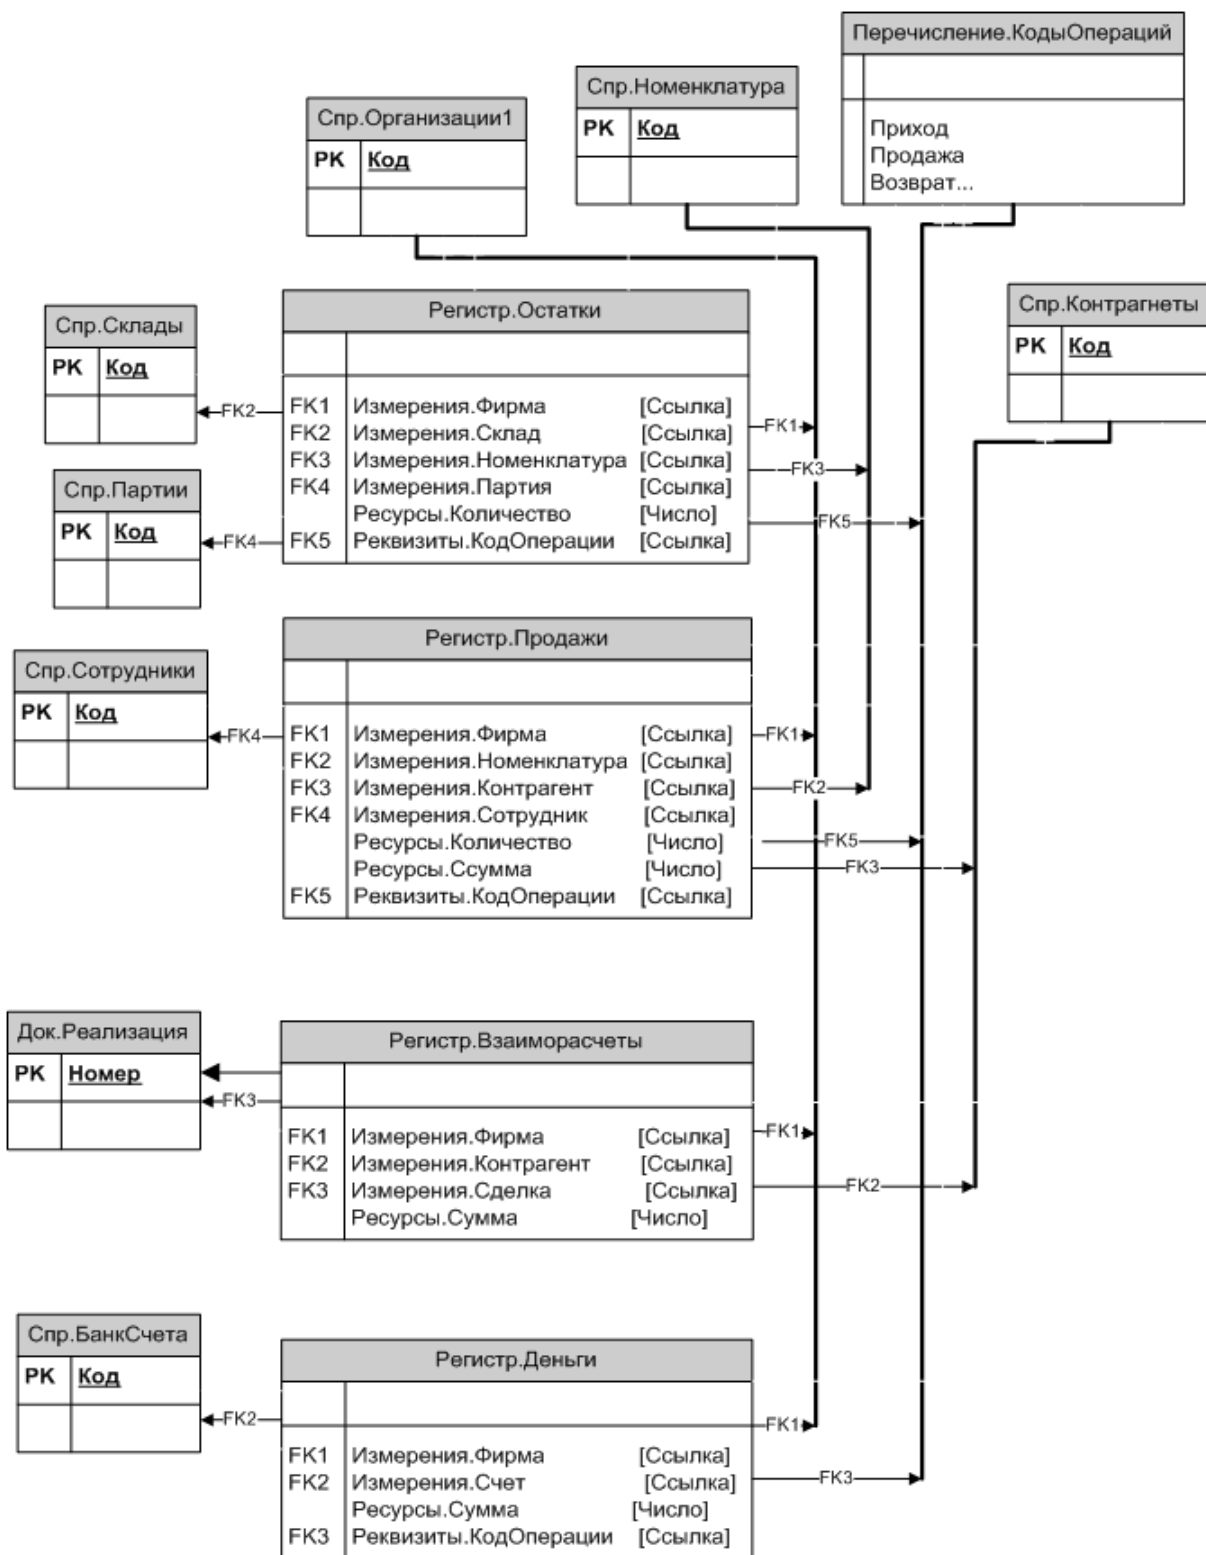 Перечисление.КодыОпераций
Приход
Продажа
Возврат...
Спр.Номенклатура
PK Код
Спр.Организации1
PK Код
Спр.Контрагнеты
PK Код
Спр.Склады
PK Код
Регистр.Остатки
FK1 Измерения.Фирма [Ссылка]
FK2 Измерения.Склад [Ссылка]
FK3 Измерения.Номенклатура [Ссылка]
FK4 Измерения.Партия [Ссылка]
Ресурсы.Количество [Число]
FK5 Реквизиты.КодОперации [Ссылка]
FK2
FK1
FK3
FK5
FK4
Спр.Партии
PK Код
Регистр.Продажи
FK1 Измерения.Фирма [Ссылка]
FK2 Измерения.Номенклатура [Ссылка]
FK3 Измерения.Контрагент [Ссылка]
FK4 Измерения.Сотрудник [Ссылка]
Ресурсы.Количество [Число]
Ресурсы.Ссумма [Число]
FK5 Реквизиты.КодОперации [Ссылка]
Спр.Сотрудники
PK Код
FK4
FK1
FK2
FK5
FK3
Док.Реализация
PK Номер
Регистр.Взаиморасчеты
FK1 Измерения.Фирма [Ссылка]
FK2 Измерения.Контрагент [Ссылка]
FK3 Измерения.Сделка [Ссылка]
Ресурсы.Сумма [Число]
FK3
FK1
FK2
Спр.БанкСчета
PK Код
Регистр.Деньги
FK1 Измерения.Фирма [Ссылка]
FK2 Измерения.Счет [Ссылка]
Ресурсы.Сумма [Число]
FK3 Реквизиты.КодОперации [Ссылка]
FK2
FK1
FK3